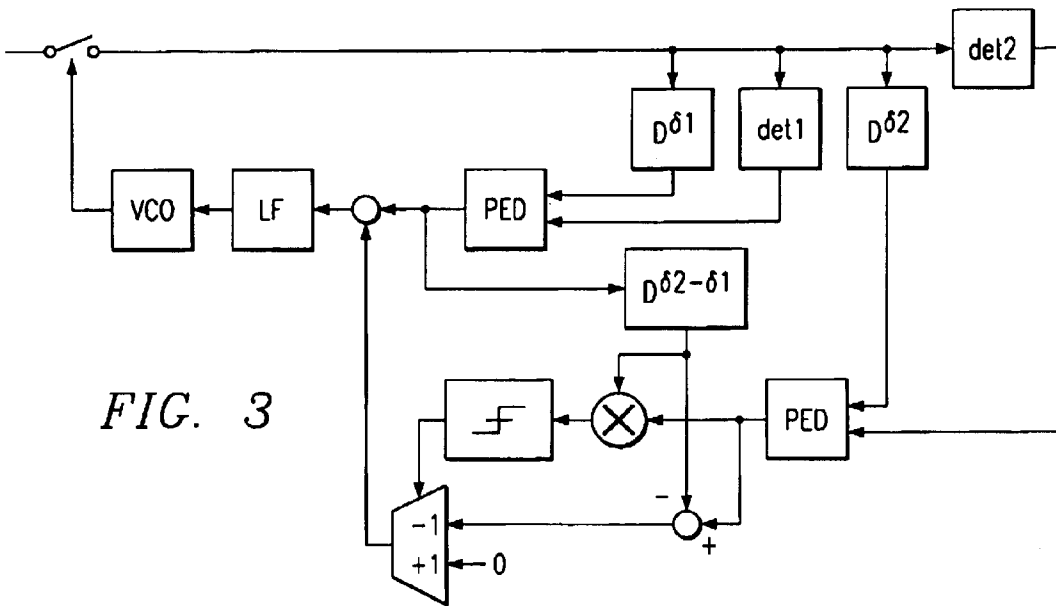 det2
D^δ1
det1
D^δ2
VCO
LF
PED
D^δ2-δ1
FIG. 3
PED
-
+
-1
+1
0